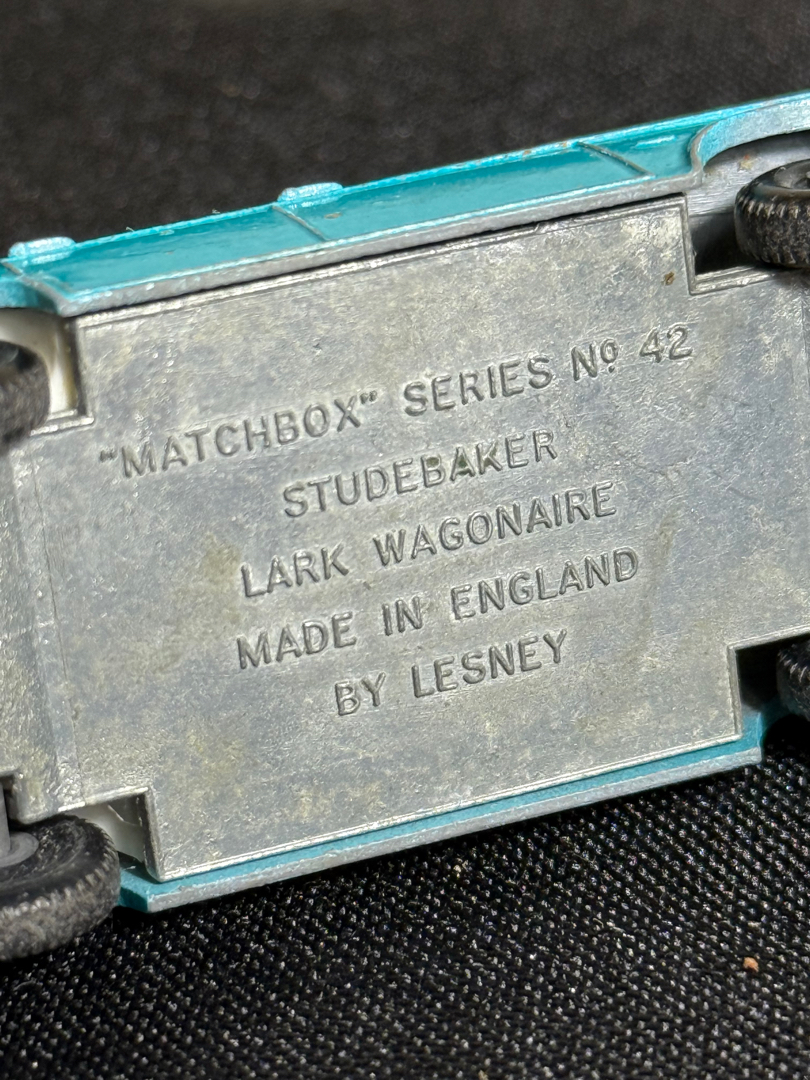 "MATCHBOX" SERIES Nº 42
STUDEBAKER
LARK WAGONAIRE
MADE IN ENGLAND
BY LESNEY